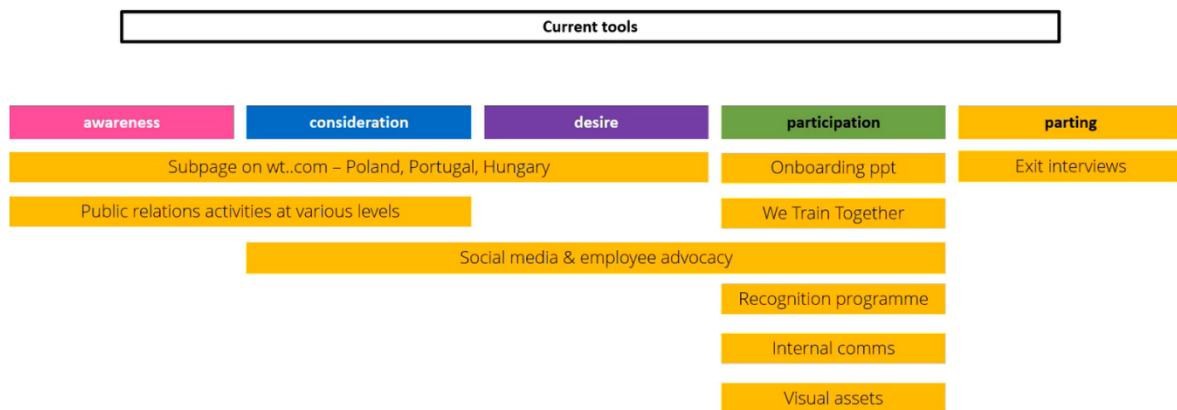 Current tools
awareness consideration desire participation parting
Subpage on wt..com – Poland, Portugal, Hungary Onboarding ppt Exit interviews
Public relations activities at various levels We Train Together
Social media & employee advocacy
Recognition programme
Internal comms
Visual assets